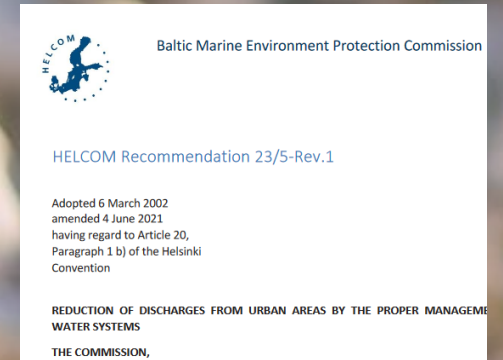 HELCOM
Baltic Marine Environment Protection Commission
HELCOM Recommendation 23/5-Rev.1
Adopted 6 March 2002
amended 4 June 2021
having regard to Article 20,
Paragraph 1 b) of the Helsinki
Convention
REDUCTION OF DISCHARGES FROM URBAN AREAS BY THE PROPER MANAGEME
WATER SYSTEMS
THE COMMISSION,